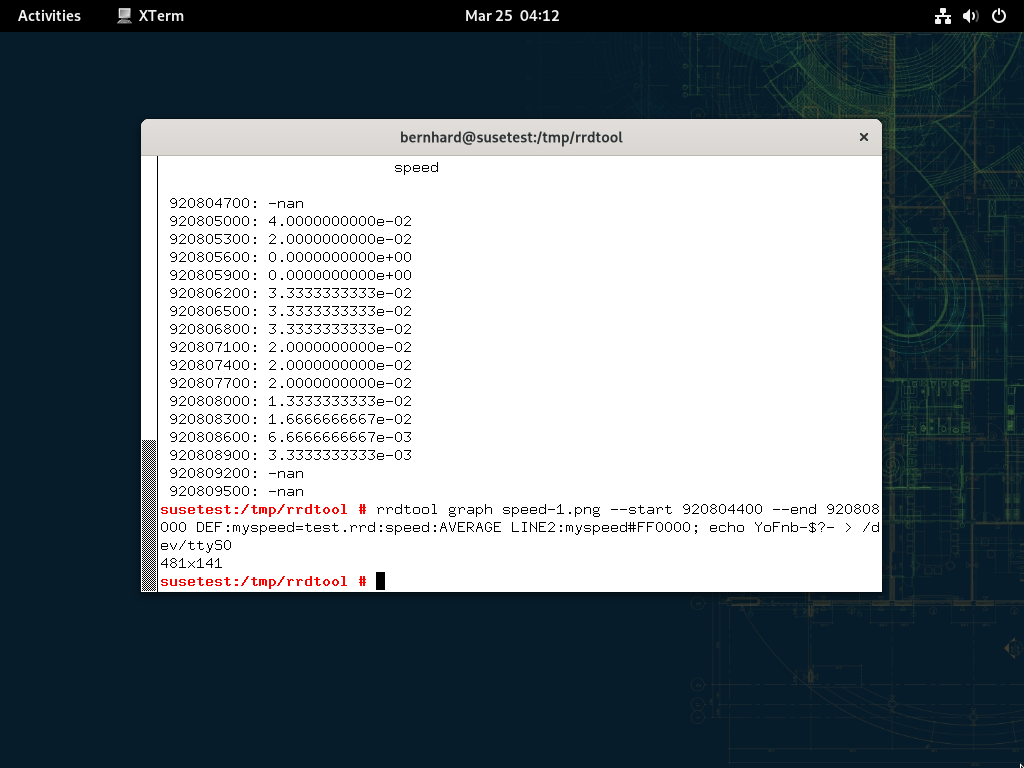 Activities XTerm Mar 25 04:12
bernhard@susetest:/tmp/rrdtool ×
speed
920804700: -nan
920805000: 4.0000000000e-02
920805300: 2.0000000000e-02
920805600: 0.0000000000e+00
920805900: 0.0000000000e+00
920806200: 3.3333333333e-02
920806500: 3.3333333333e-02
920806800: 3.3333333333e-02
920807100: 2.0000000000e-02
920807400: 2.0000000000e-02
920807700: 2.0000000000e-02
920808000: 1.3333333333e-02
920808300: 1.6666666667e-02
920808600: 6.6666666667e-03
920808900: 3.3333333333e-03
920809200: -nan
920809500: -nan
susetest:/tmp/rrdtool # rrdtool graph speed-1.png --start 920804400 --end 920808
000 DEF:myspeed=test.rrd:speed:AVERAGE LINE2:myspeed#FF0000; echo YoFnb-$?- > /d
ev/ttyS0
481x141
susetest:/tmp/rrdtool #